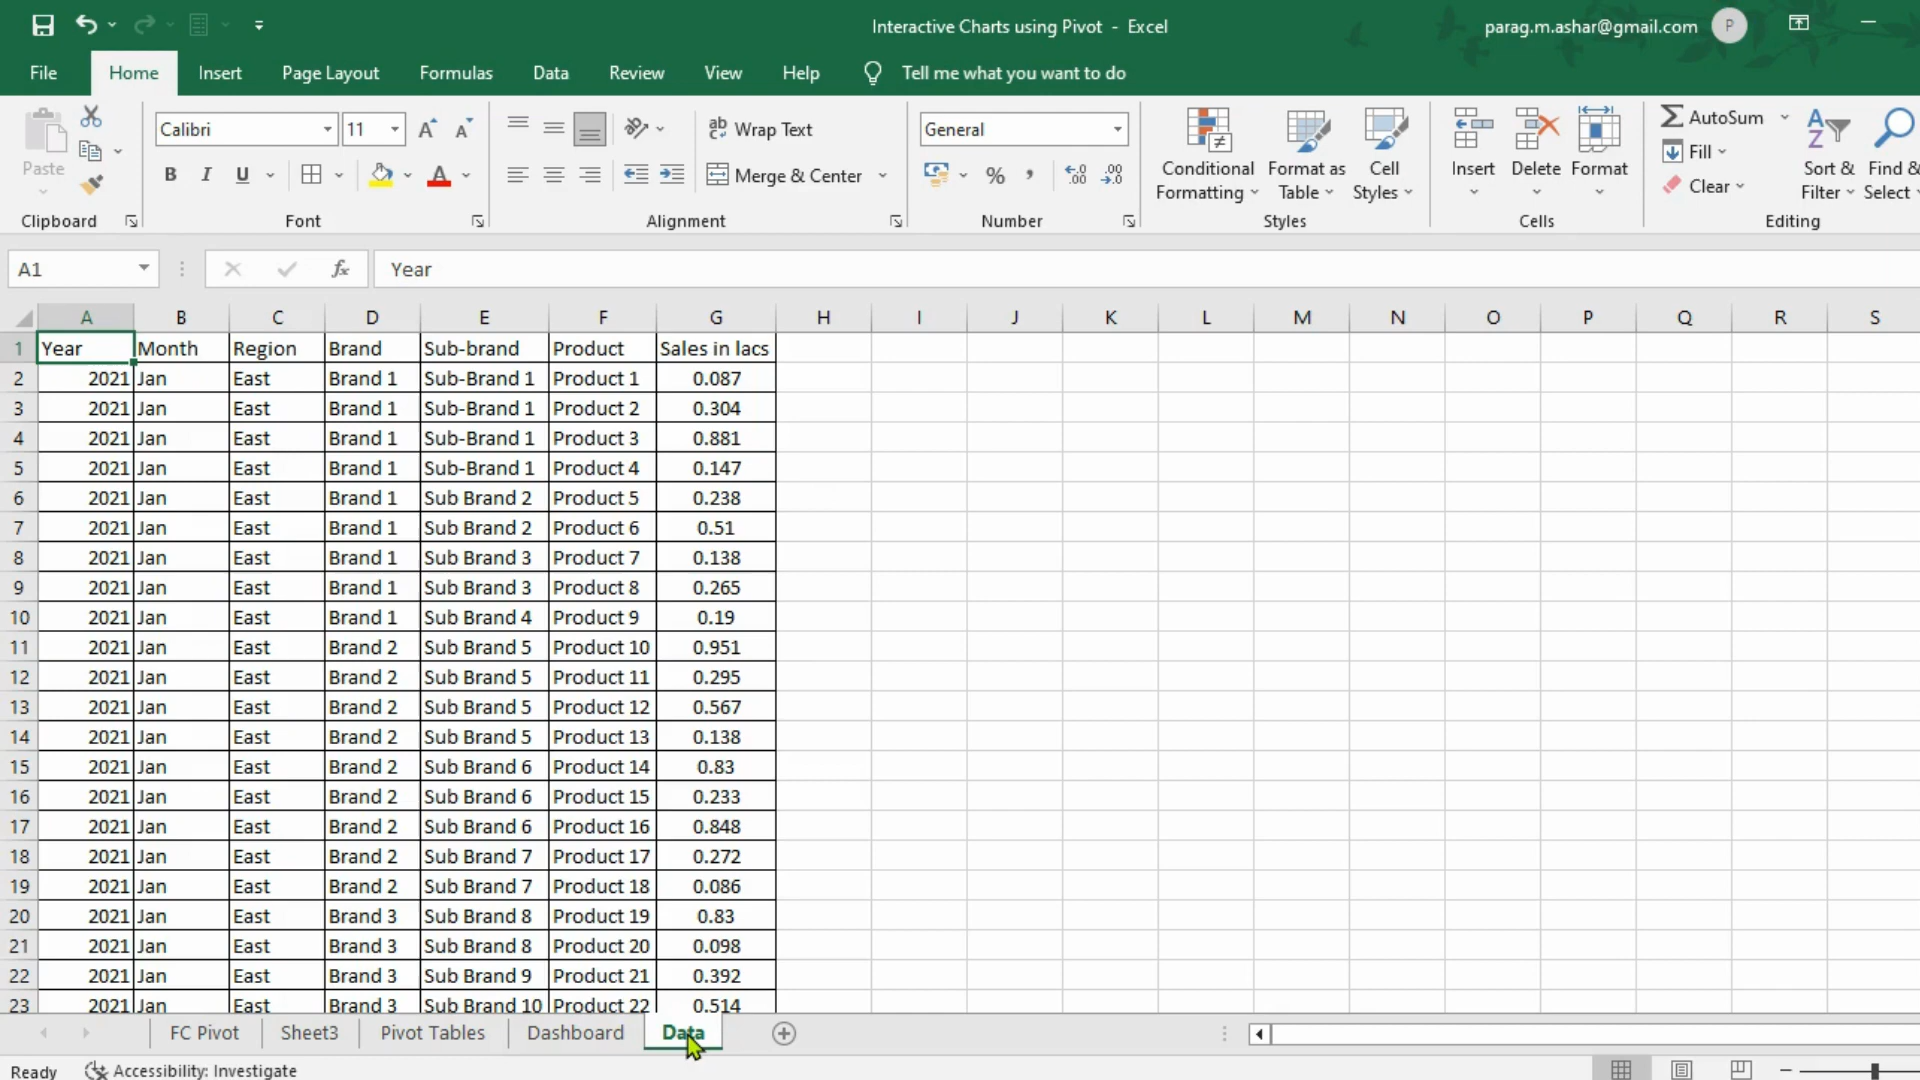 Interactive Charts using Pivot - Excel
parag.m.ashar@gmail.com P
File Home Insert Page Layout Formulas Data Review View Help Tell me what you want to do
Paste
Clipboard
Calibri 11
B I U
Font
Wrap Text
Merge & Center
Alignment
General
% ,
Number
Conditional Formatting
Format as Table
Cell Styles
Styles
Insert Delete Format
Cells
AutoSum
Fill
Clear
Sort & Filter
Find & Select
Editing
A1 fx Year
A B C D E F G H I J K L M N O P Q R S
1 Year Month Region Brand Sub-brand Product Sales in lacs
2 2021 Jan East Brand 1 Sub-Brand 1 Product 1 0.087
3 2021 Jan East Brand 1 Sub-Brand 1 Product 2 0.304
4 2021 Jan East Brand 1 Sub-Brand 1 Product 3 0.881
5 2021 Jan East Brand 1 Sub-Brand 1 Product 4 0.147
6 2021 Jan East Brand 1 Sub Brand 2 Product 5 0.238
7 2021 Jan East Brand 1 Sub Brand 2 Product 6 0.51
8 2021 Jan East Brand 1 Sub Brand 3 Product 7 0.138
9 2021 Jan East Brand 1 Sub Brand 3 Product 8 0.265
10 2021 Jan East Brand 1 Sub Brand 4 Product 9 0.19
11 2021 Jan East Brand 2 Sub Brand 5 Product 10 0.951
12 2021 Jan East Brand 2 Sub Brand 5 Product 11 0.295
13 2021 Jan East Brand 2 Sub Brand 5 Product 12 0.567
14 2021 Jan East Brand 2 Sub Brand 5 Product 13 0.138
15 2021 Jan East Brand 2 Sub Brand 6 Product 14 0.83
16 2021 Jan East Brand 2 Sub Brand 6 Product 15 0.233
17 2021 Jan East Brand 2 Sub Brand 6 Product 16 0.848
18 2021 Jan East Brand 2 Sub Brand 7 Product 17 0.272
19 2021 Jan East Brand 2 Sub Brand 7 Product 18 0.086
20 2021 Jan East Brand 3 Sub Brand 8 Product 19 0.83
21 2021 Jan East Brand 3 Sub Brand 8 Product 20 0.098
22 2021 Jan East Brand 3 Sub Brand 9 Product 21 0.392
23 2021 Jan East Brand 3 Sub Brand 10 Product 22 0.514
FC Pivot Sheet3 Pivot Tables Dashboard Data
Ready Accessibility: Investigate